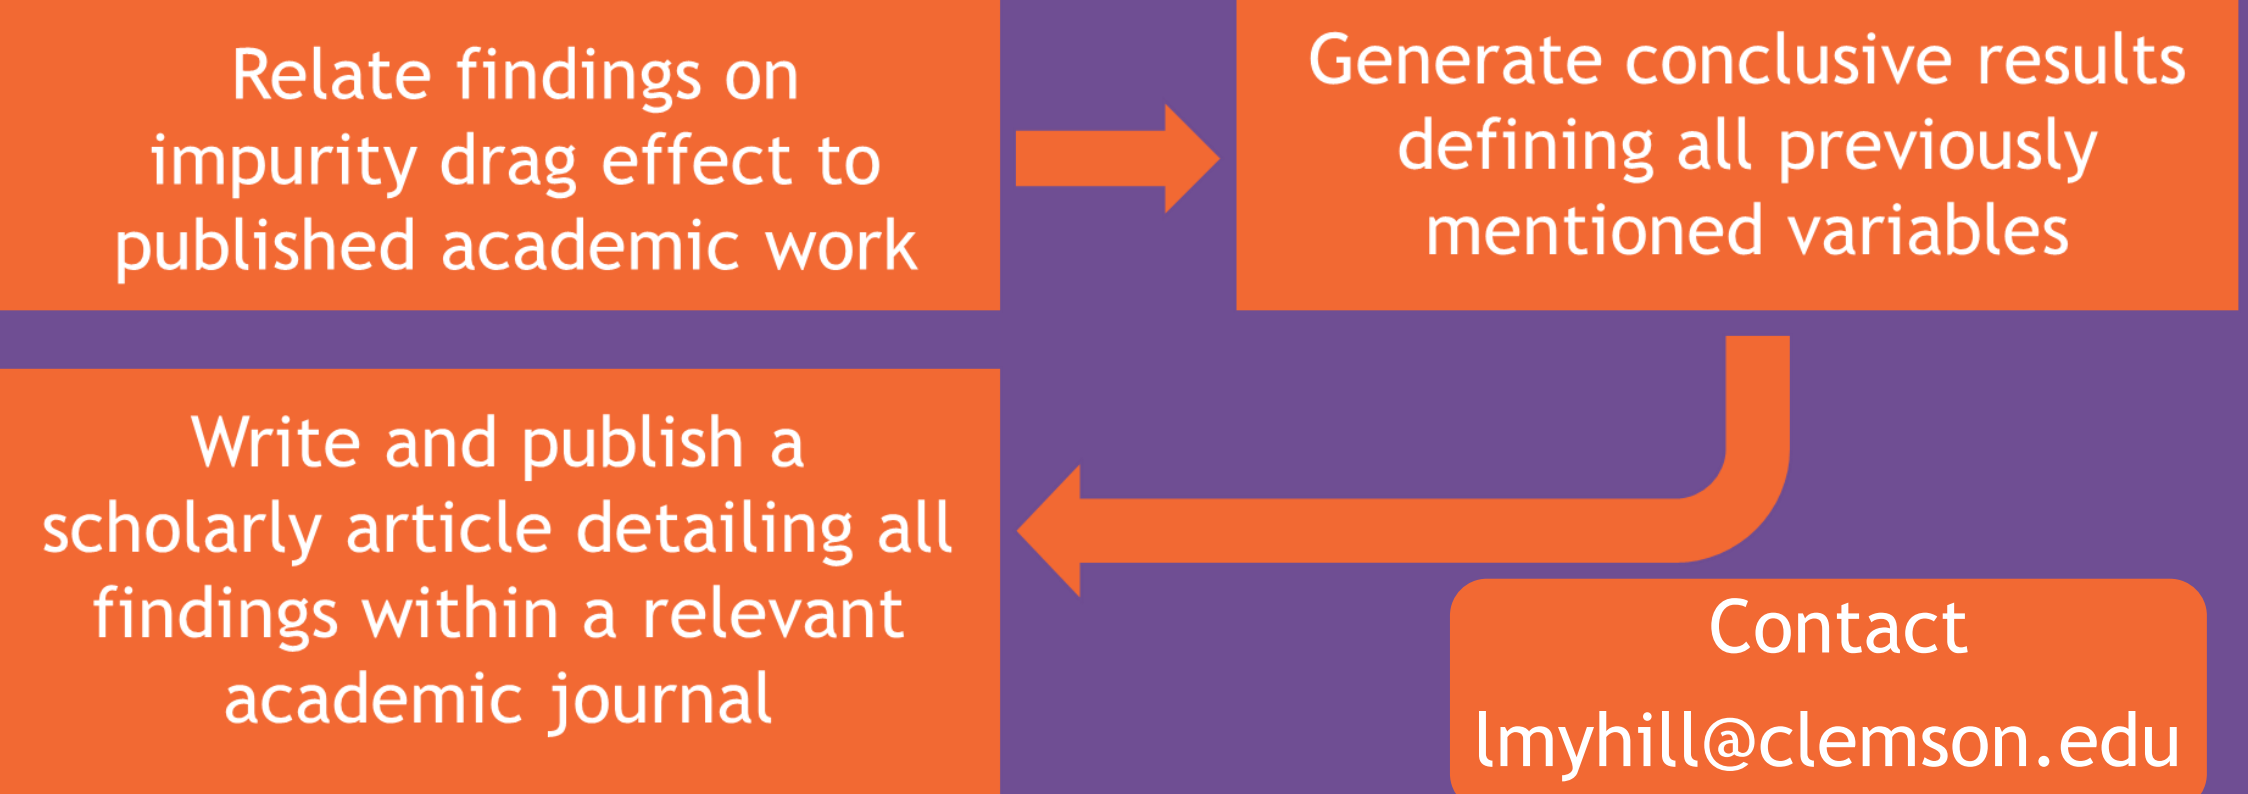 Relate findings on
impurity drag effect to
published academic work
Generate conclusive results
defining all previously
mentioned variables
Write and publish a
scholarly article detailing all
findings within a relevant
academic journal
Contact
lmyhill@clemson.edu